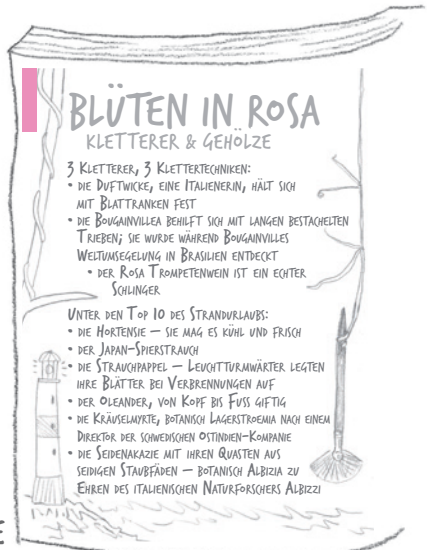 BLÜTEN IN ROSA
KLETTERER & GEHÖLZE
3 KLETTERER, 3 KLETTERTECHNIKEN:
• DIE DUFTWICKE, EINE ITALIENERIN, HÄLT SICH
MIT BLATTRANKEN FEST
• DIE BOUGAINVILLEA BEHILFT SICH MIT LANGEN BESTACHELTEN
TRIEBEN; SIE WURDE WÄHREND BOUGAINVILLES
WELTUMSEGELUNG IN BRASILIEN ENTDECKT
• DER ROSA TROMPETENWEIN IST EIN ECHTER
SCHLINGER
UNTER DEN TOP 10 DES STRANDURLAUBS:
• DIE HORTENSIE – SIE MAG ES KÜHL UND FRISCH
• DER JAPAN-SPIERSTRAUCH
• DIE STRAUCHPAPPEL – LEUCHTTURMWÄRTER LEGTEN
IHRE BLÄTTER BEI VERBRENNUNGEN AUF
• DER OLEANDER, VON KOPF BIS FUSS GIFTIG
• DIE KRÄUSELMYRTE, BOTANISCH LAGERSTROEMIA NACH EINEM
DIREKTOR DER SCHWEDISCHEN OSTINDIEN-KOMPANIE
• DIE SEIDENAKAZIE MIT IHREN QUASTEN AUS
SEIDIGEN STAUBFÄDEN – BOTANISCH ALBIZIA ZU
EHREN DES ITALIENISCHEN NATURFORSCHERS ALBIZZI